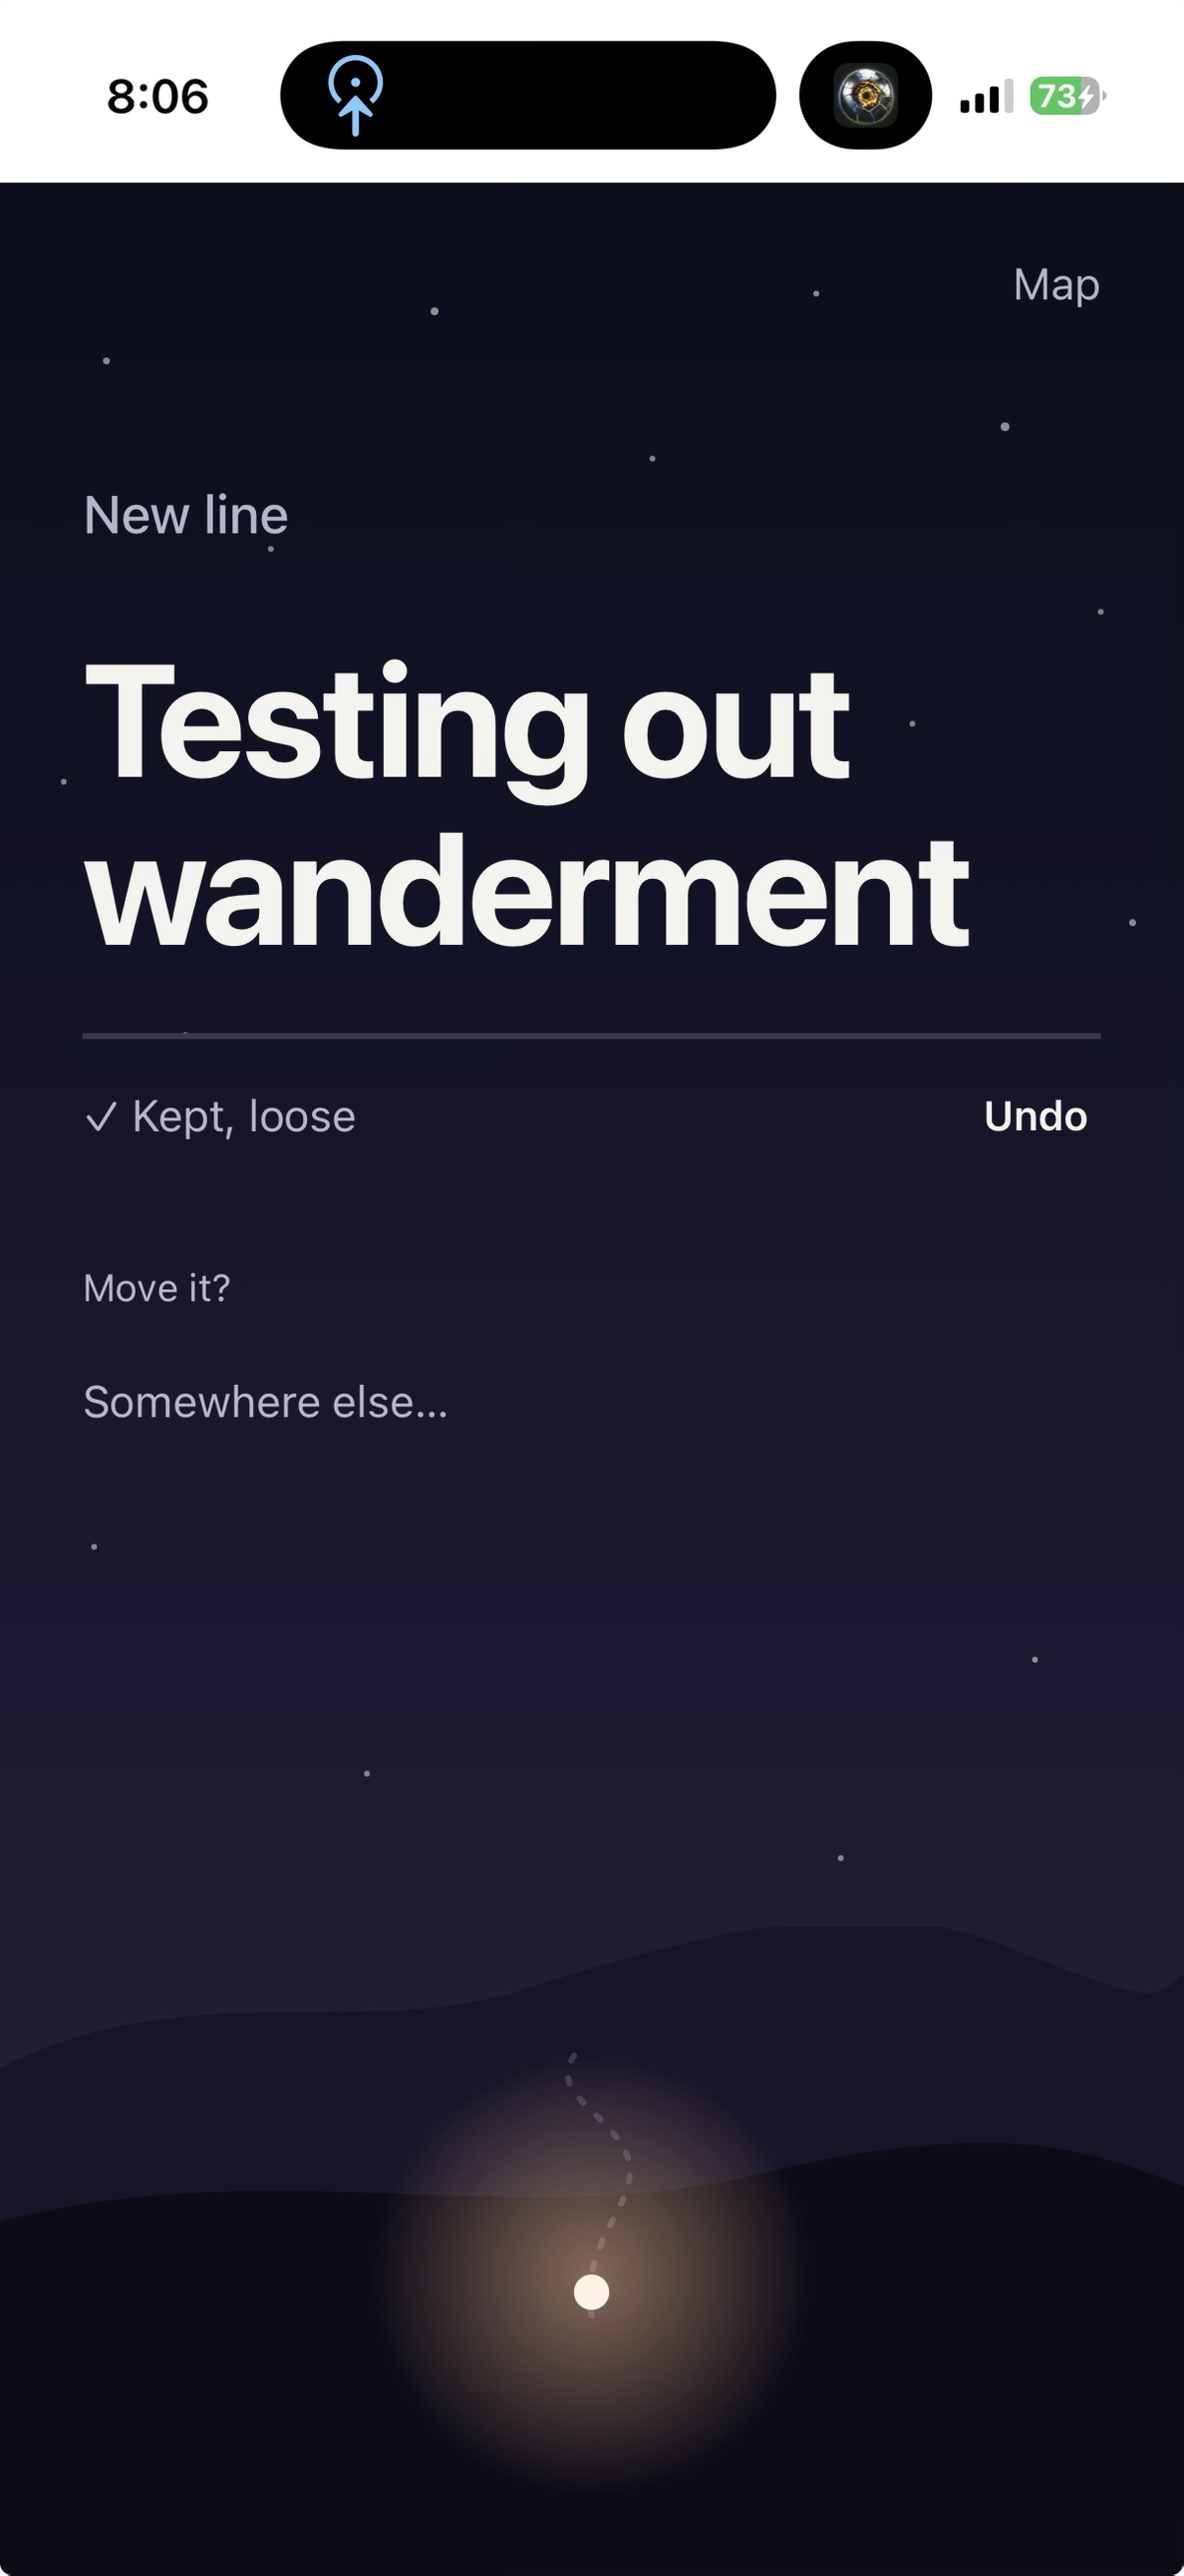 8:06
73
Map
New line
Testing out
wanderment
✓ Kept, loose
Undo
Move it?
Somewhere else...